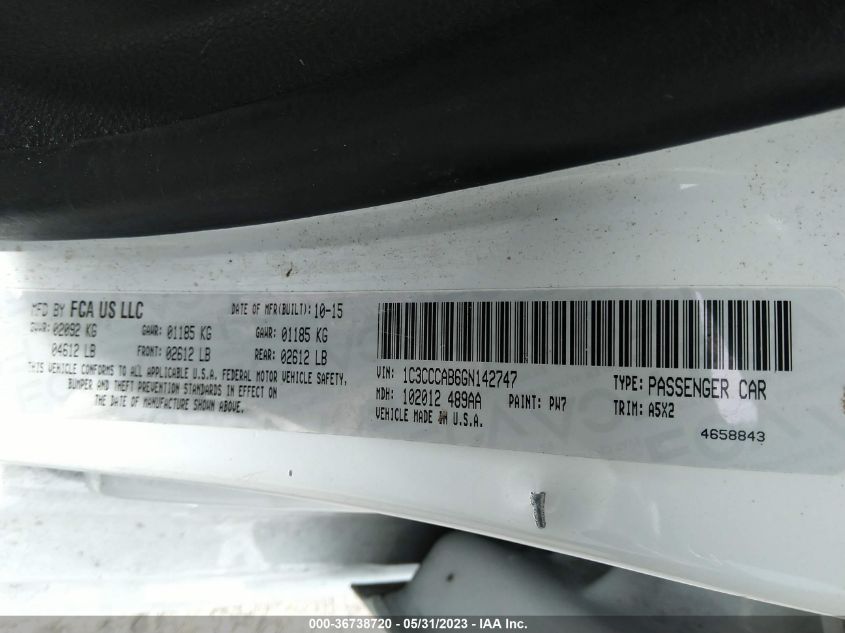 MFD BY FCA US LLC DATE OF MFR(BUILT): 10-15
GVWR: 02092 KG GAWR: 01185 KG GAWR: 01185 KG
04612 LB FRONT: 02612 LB REAR: 02612 LB
THIS VEHICLE CONFORMS TO ALL APPLICABLE U.S.A. FEDERAL MOTOR VEHICLE SAFETY,
BUMPER AND THEFT PREVENTION STANDARDS IN EFFECT ON
THE DATE OF MANUFACTURE SHOWN ABOVE.
VIN: 1C3CCCAB6GN142747 TYPE: PASSENGER CAR
MDH: 102012 489AA PAINT: PW7 TRIM: A5X2
VEHICLE MADE IN U.S.A. 4658843
000-36738720 - 05/31/2023 - IAA Inc.